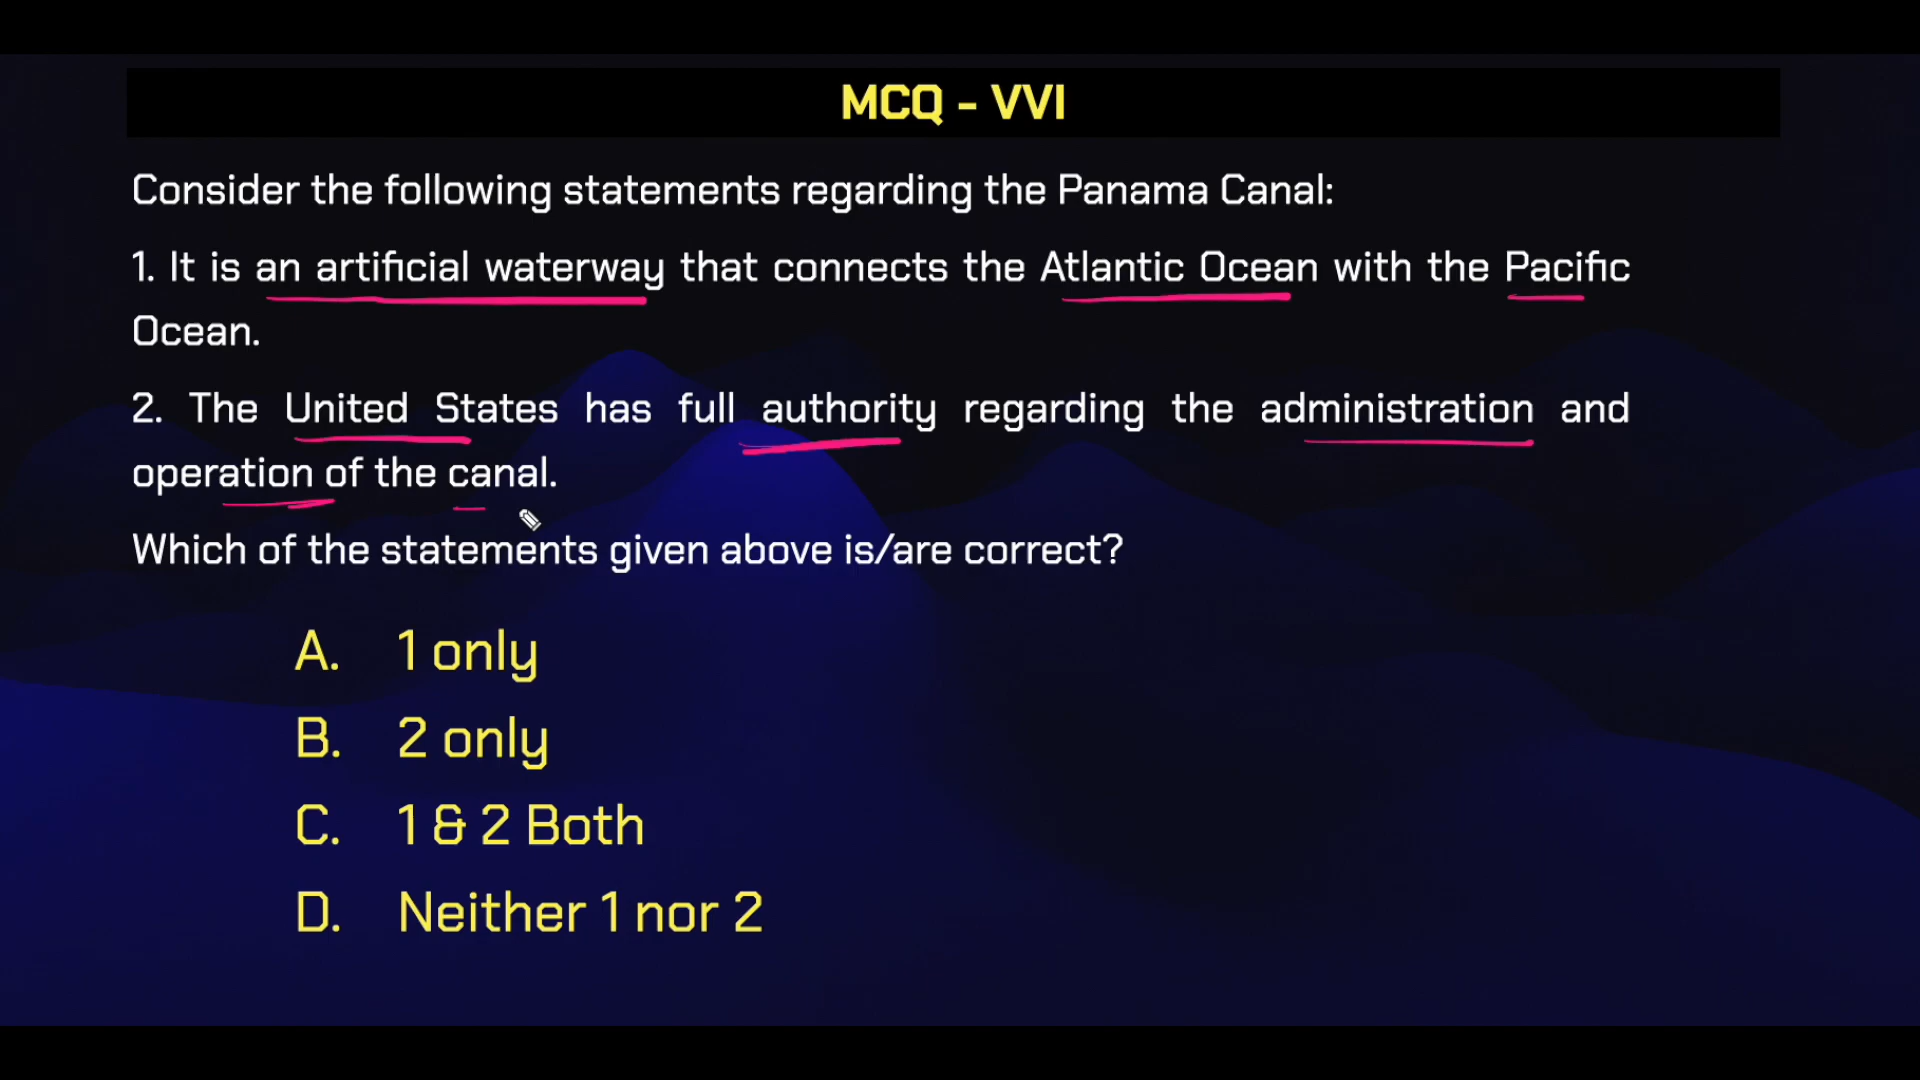 MCQ - VVI
Consider the following statements regarding the Panama Canal:
1. It is an artificial waterway that connects the Atlantic Ocean with the Pacific
Ocean.
2. The United States has full authority regarding the administration and
operation of the canal.
Which of the statements given above is/are correct?
A. 1 only
B. 2 only
C. 1 & 2 Both
D. Neither 1 nor 2